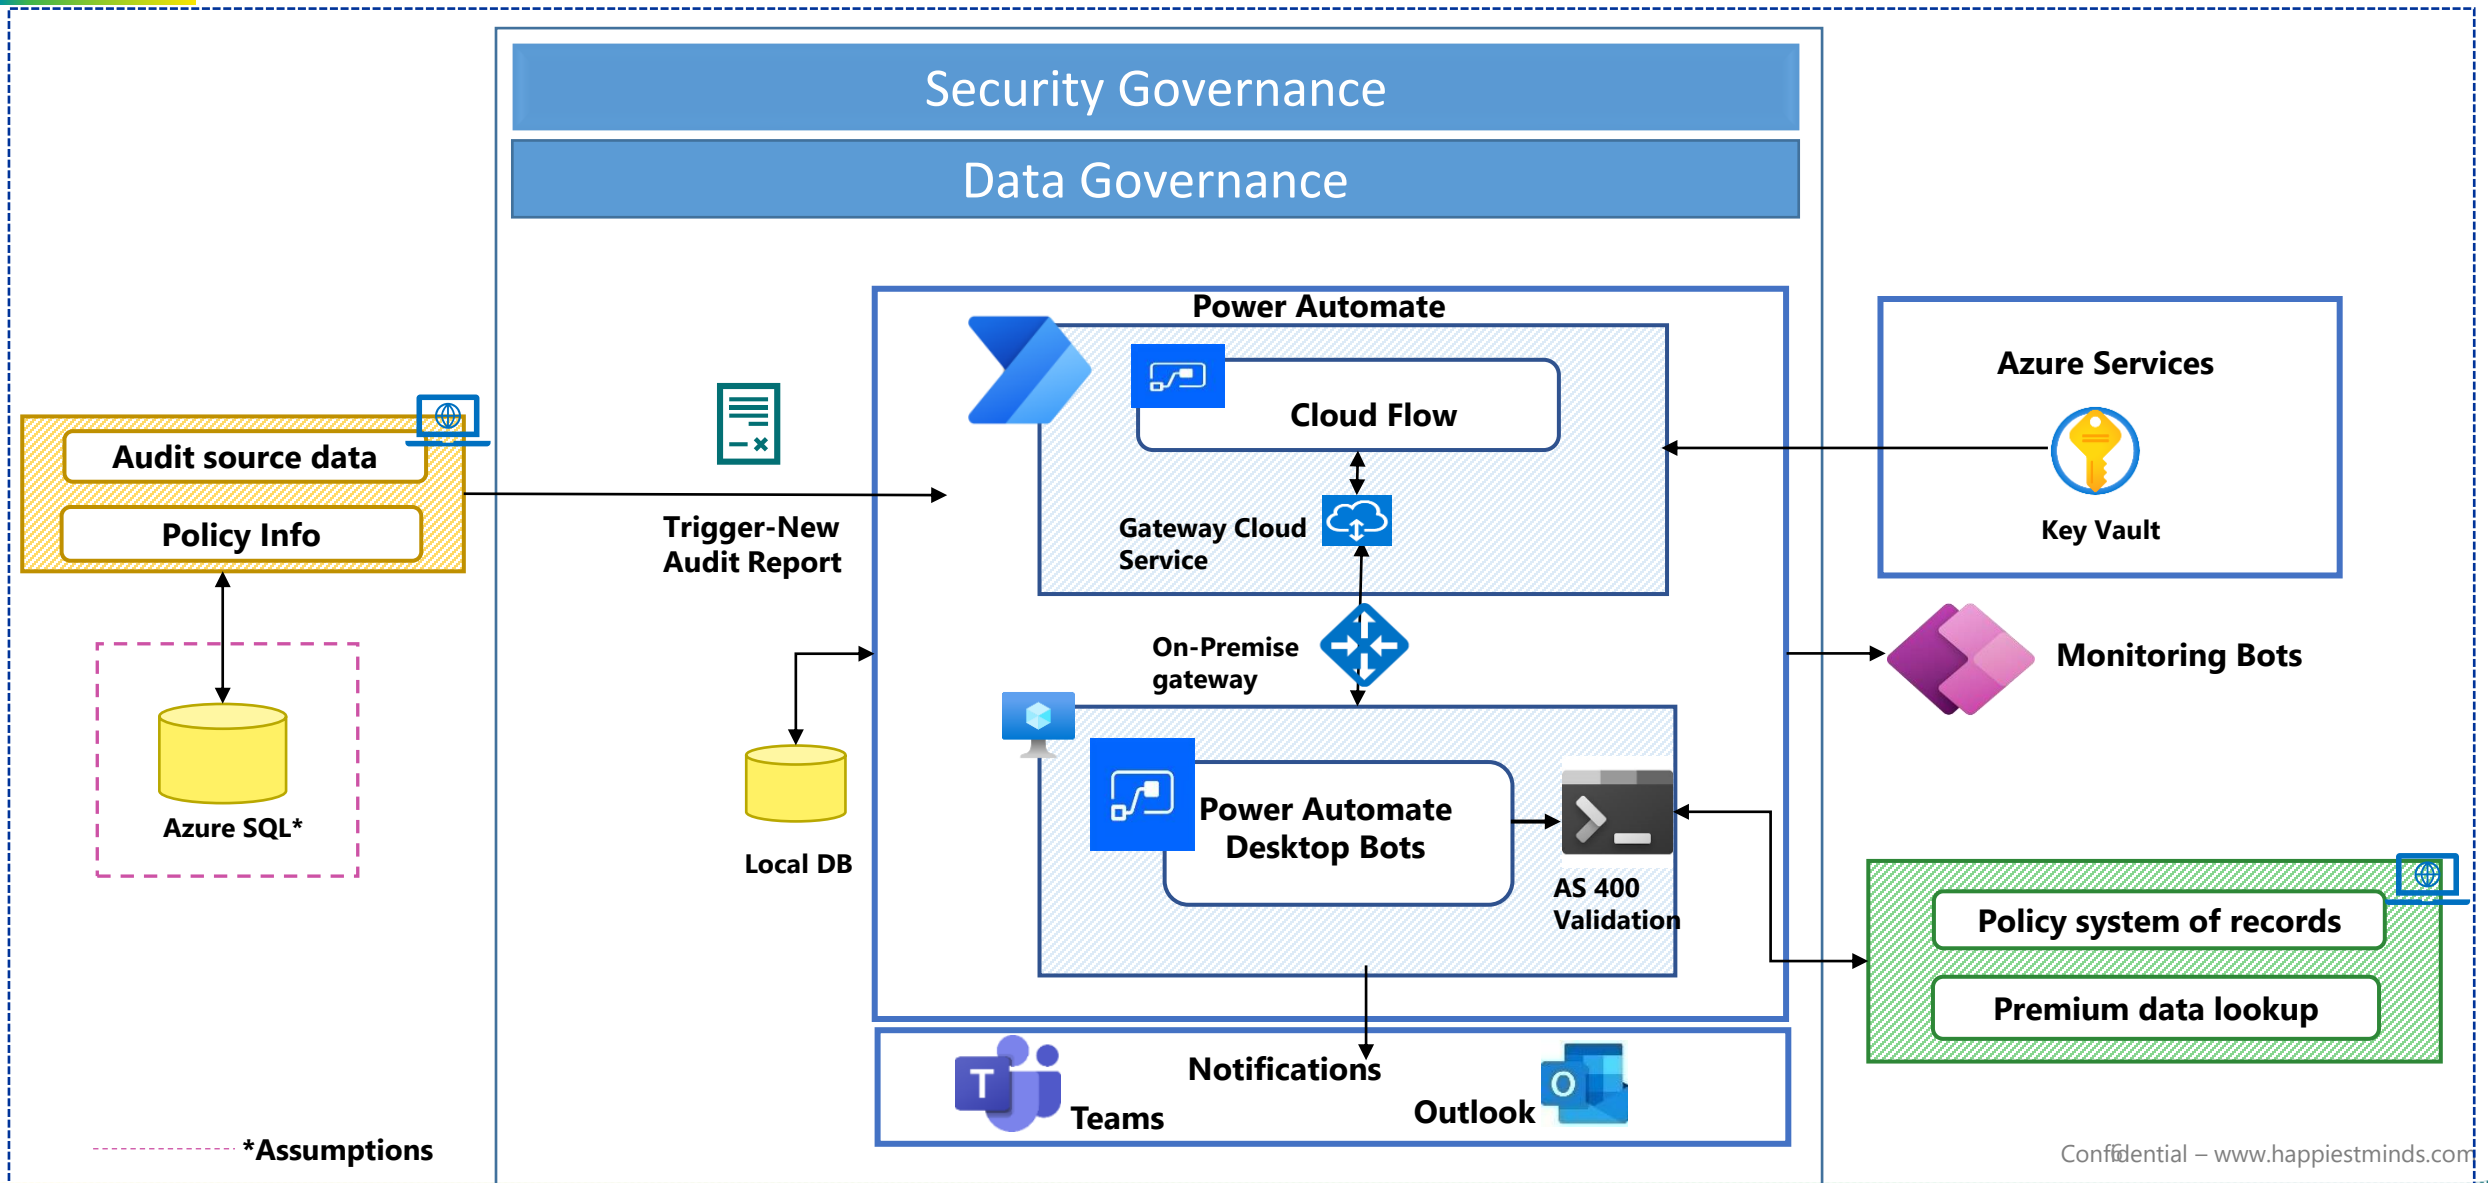 Security Governance
Data Governance
Power Automate
Cloud Flow
Gateway Cloud
Service
On-Premise
gateway
Power Automate
Desktop Bots
AS 400
Validation
Audit source data
Policy Info
Azure SQL*
Trigger-New
Audit Report
Local DB
Azure Services
Key Vault
Monitoring Bots
Policy system of records
Premium data lookup
Notifications
T
Teams
Outlook
O
*Assumptions
Confidential – www.happiestminds.com
6